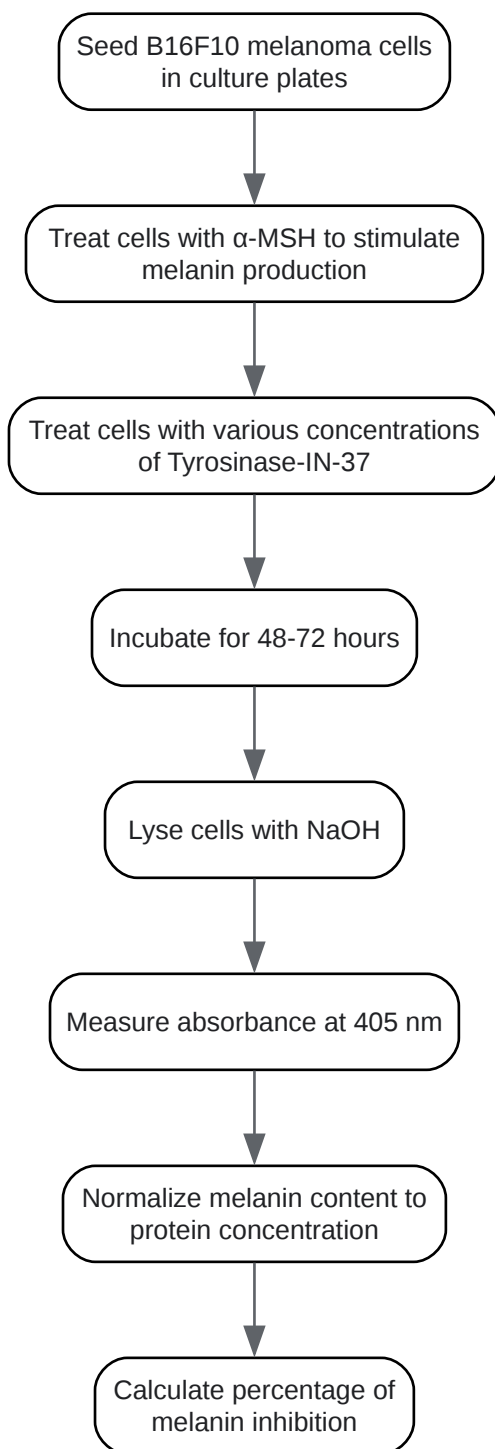 Seed B16F10 melanoma cells
in culture plates
Treat cells with α-MSH to stimulate
melanin production
Treat cells with various concentrations
of Tyrosinase-IN-37
Incubate for 48-72 hours
Lyse cells with NaOH
Measure absorbance at 405 nm
Normalize melanin content to
protein concentration
Calculate percentage of
melanin inhibition